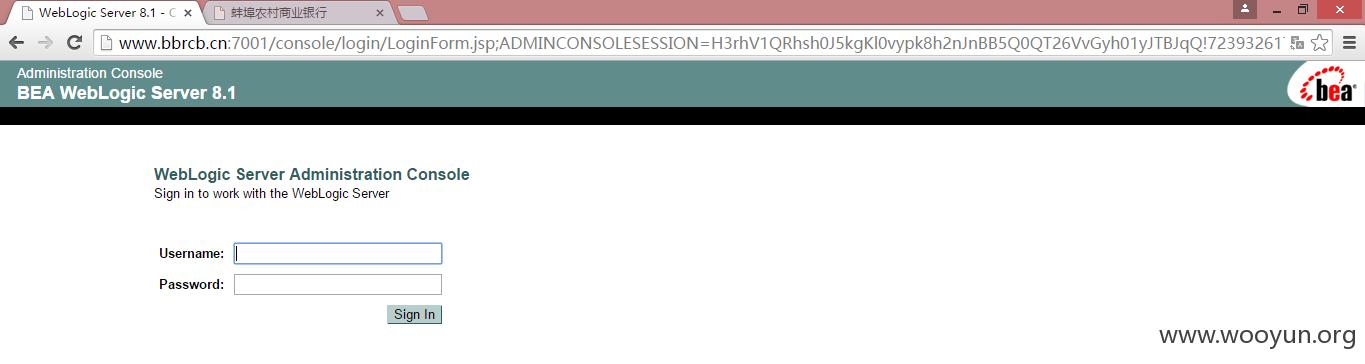 WebLogic Server 8.1 - C
蚌埠农村商业银行
www.bbrcb.cn:7001/console/login/LoginForm.jsp;ADMINCONSOLESESSION=H3rhV1QRhsh0J5kgKl0vypk8h2nJnBB5Q0QT26VvGyh01yJTBJqQ!72393261
Administration Console
BEA WebLogic Server 8.1
bea
WebLogic Server Administration Console
Sign in to work with the WebLogic Server
Username:
Password:
Sign In
www.wooyun.org